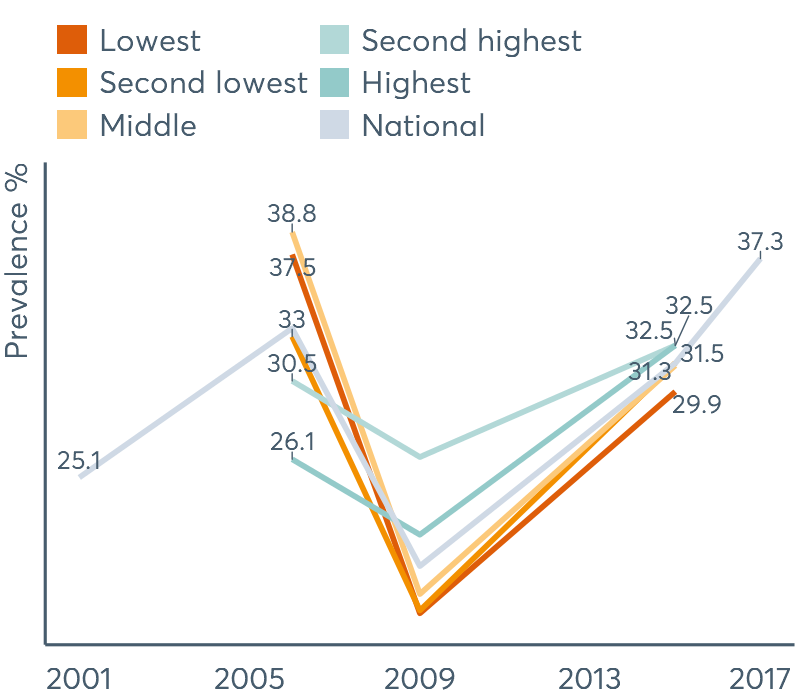 Lowest
Second lowest
Middle
Second highest
Highest
National
Prevalence %
38.8
37.5
33
30.5
26.1
25.1
37.3
32.5
32.5
31.5
31.3
29.9
2001 2005 2009 2013 2017